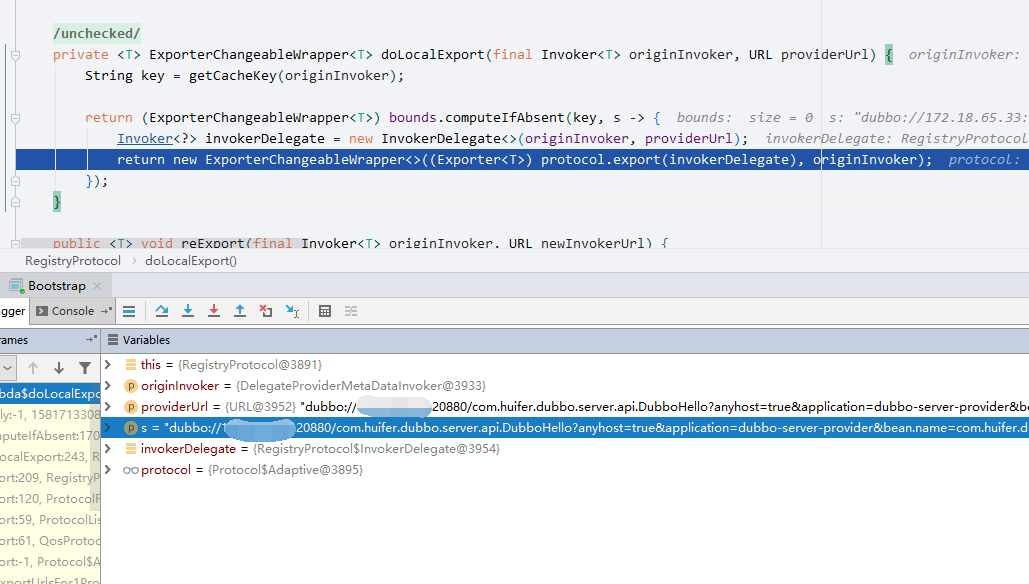 /unchecked/
private <T> ExporterChangeableWrapper<T> doLocalExport(final Invoker<T> originInvoker, URL providerUrl) { originInvoker:
String key = getCacheKey(originInvoker);
return (ExporterChangeableWrapper<T>) bounds.computeIfAbsent(key, s -> { bounds: size = 0 s: "dubbo://172.18.65.33:
Invoker<?> invokerDelegate = new InvokerDelegate<>(originInvoker, providerUrl); invokerDelegate: RegistryProtocol
return new ExporterChangeableWrapper<>((Exporter<T>) protocol.export(invokerDelegate), originInvoker); protocol:
});
}
public <T> void reExport(final Invoker<T> originInvoker, URL newInvokerUrl) {
RegistryProtocol > doLocalExport()
Bootstrap ×
gger Console
ames Variables
this = {RegistryProtocol@3891}
bda$doLocalExpo originInvoker = {DelegateProviderMetaDataInvoker@3933}
ly:-1, 1581713308 providerUrl = {URL@3952} "dubbo:// 20880/com.huifer.dubbo.server.api.DubboHello?anyhost=true&application=dubbo-server-provider&be
mputeIfAbsent:170 s = "dubbo://1 20880/com.huifer.dubbo.server.api.DubboHello?anyhost=true&application=dubbo-server-provider&bean.name=com.huifer.d
ocalExport:243, R invokerDelegate = {RegistryProtocol$InvokerDelegate@3954}
ort:209, RegistryP protocol = {Protocol$Adaptive@3895}
ort:120, ProtocolF
ort:59, ProtocolLis
ort:61, QosProtoc
ort:-1, Protocol$A
xportUrlsFor1Pro